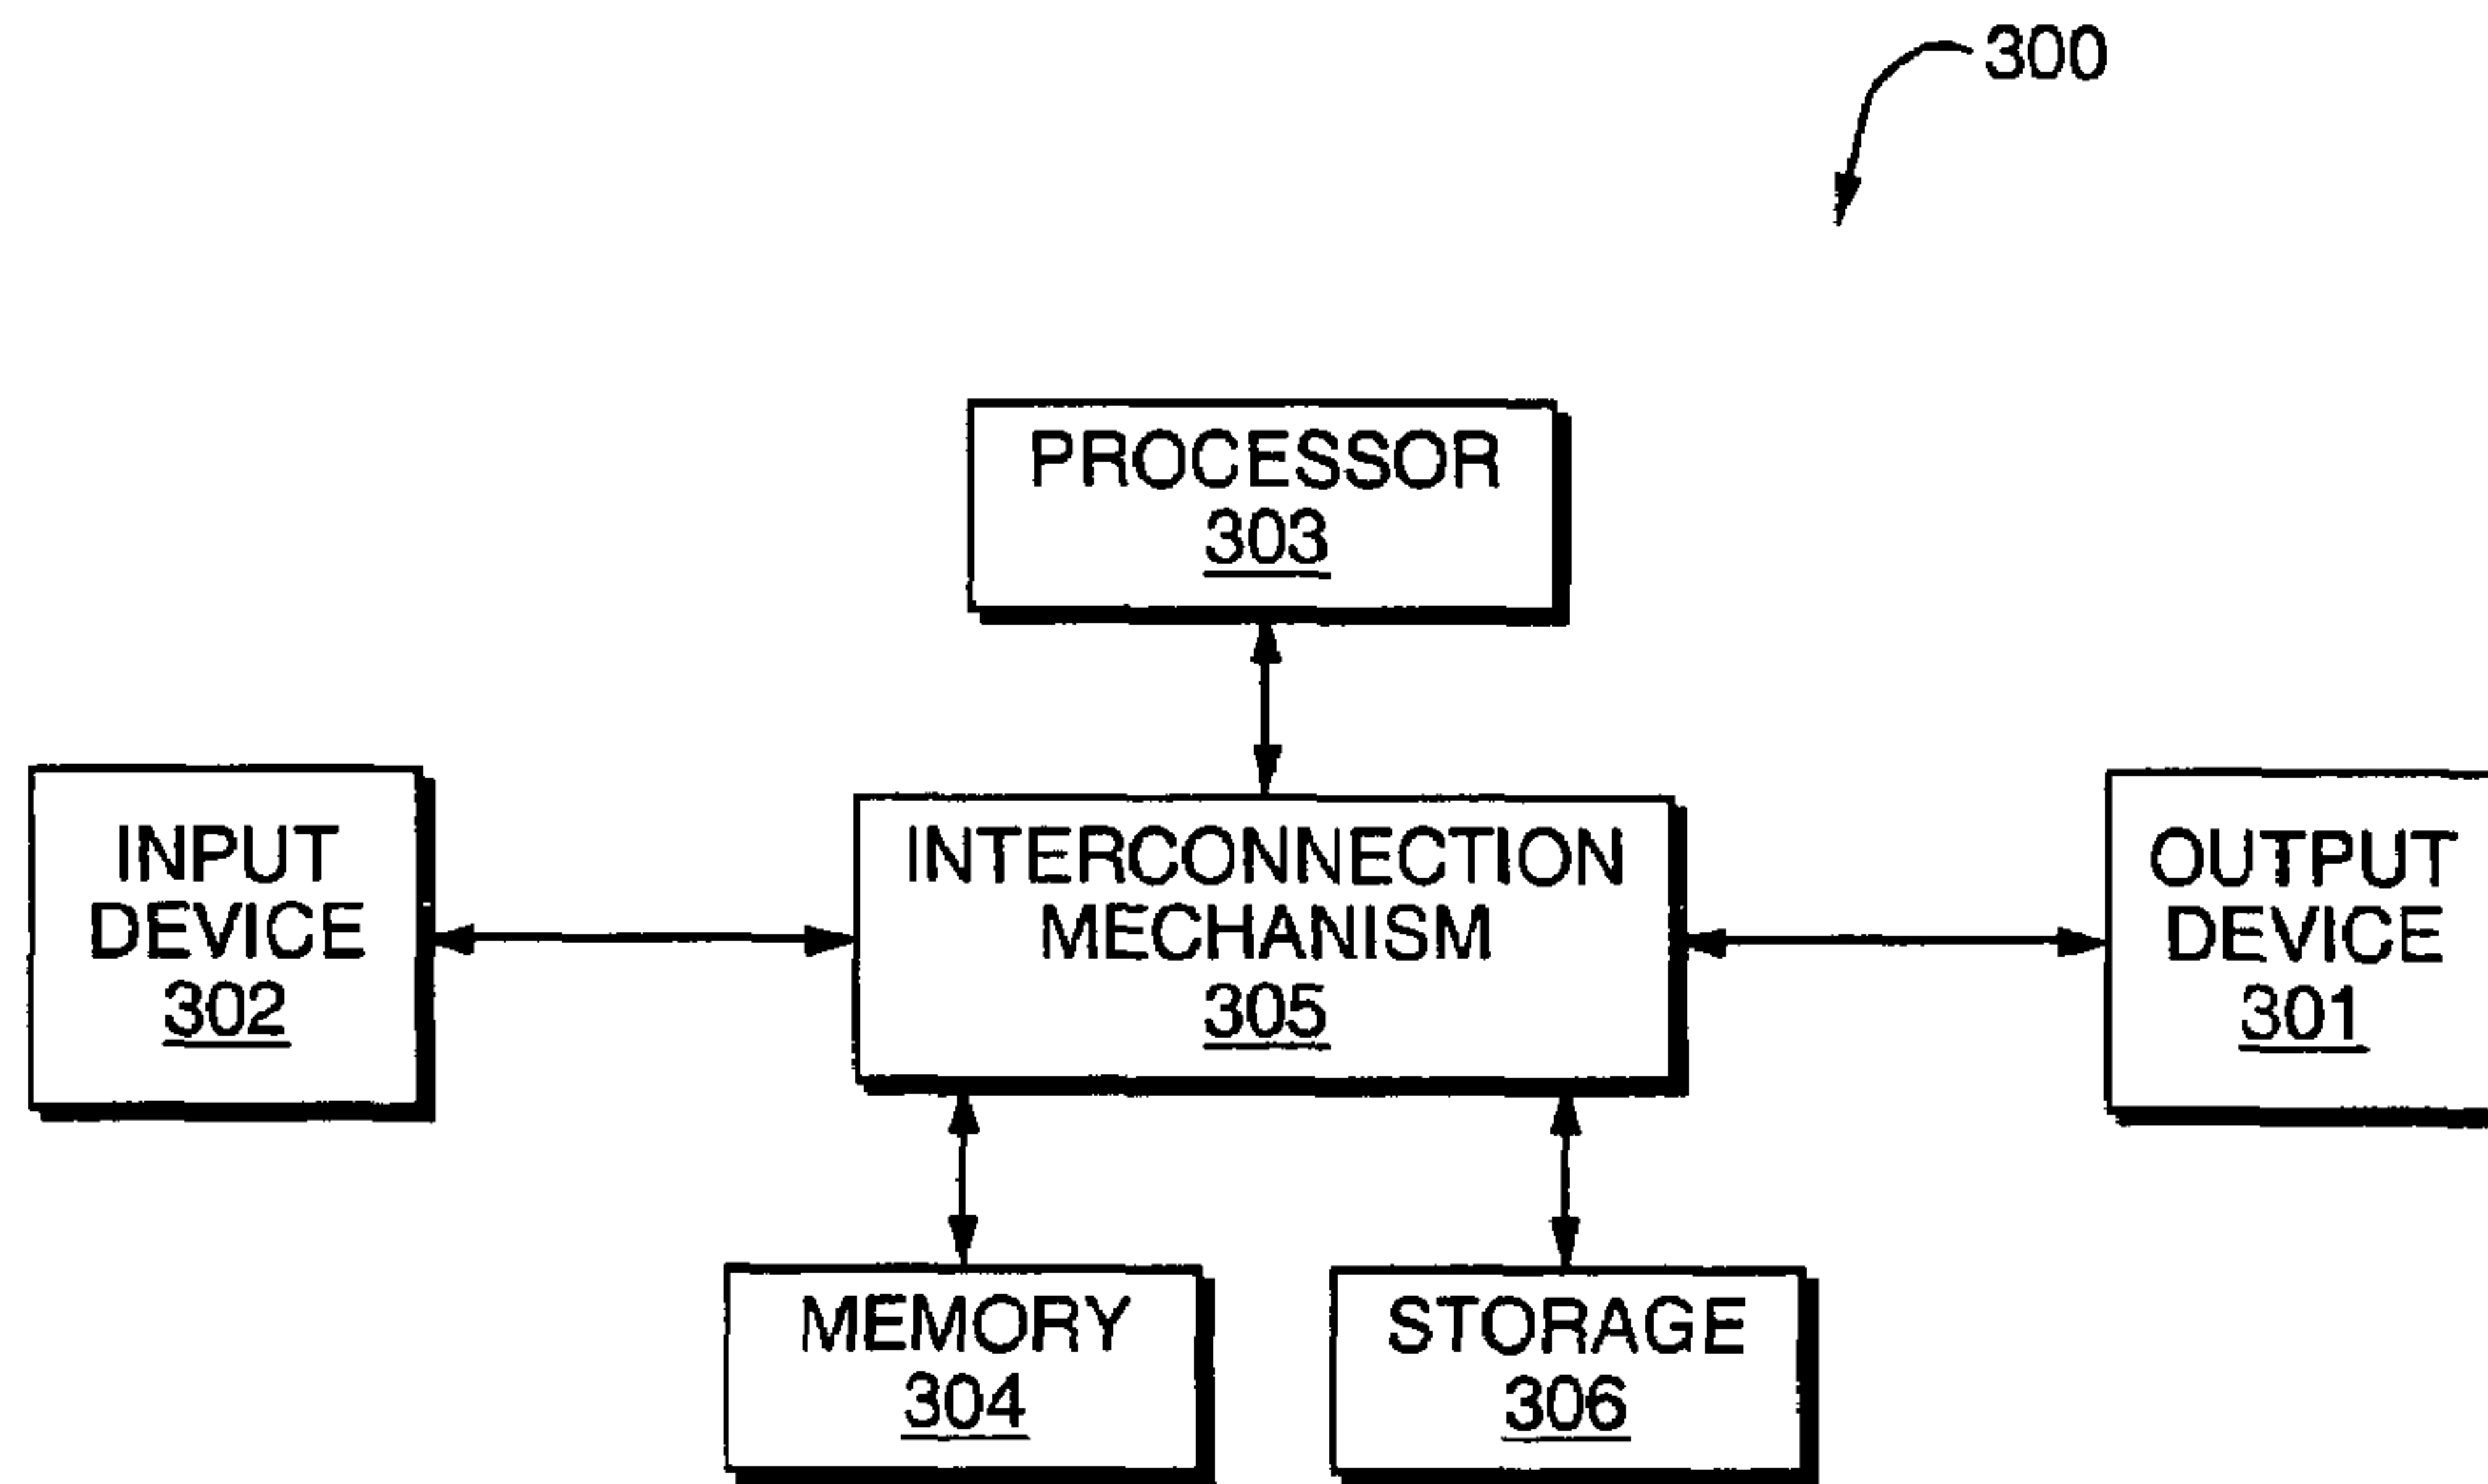 300
PROCESSOR
303
INPUT
DEVICE
302
INTERCONNECTION
MECHANISM
305
OUTPUT
DEVICE
301
MEMORY
304
STORAGE
306